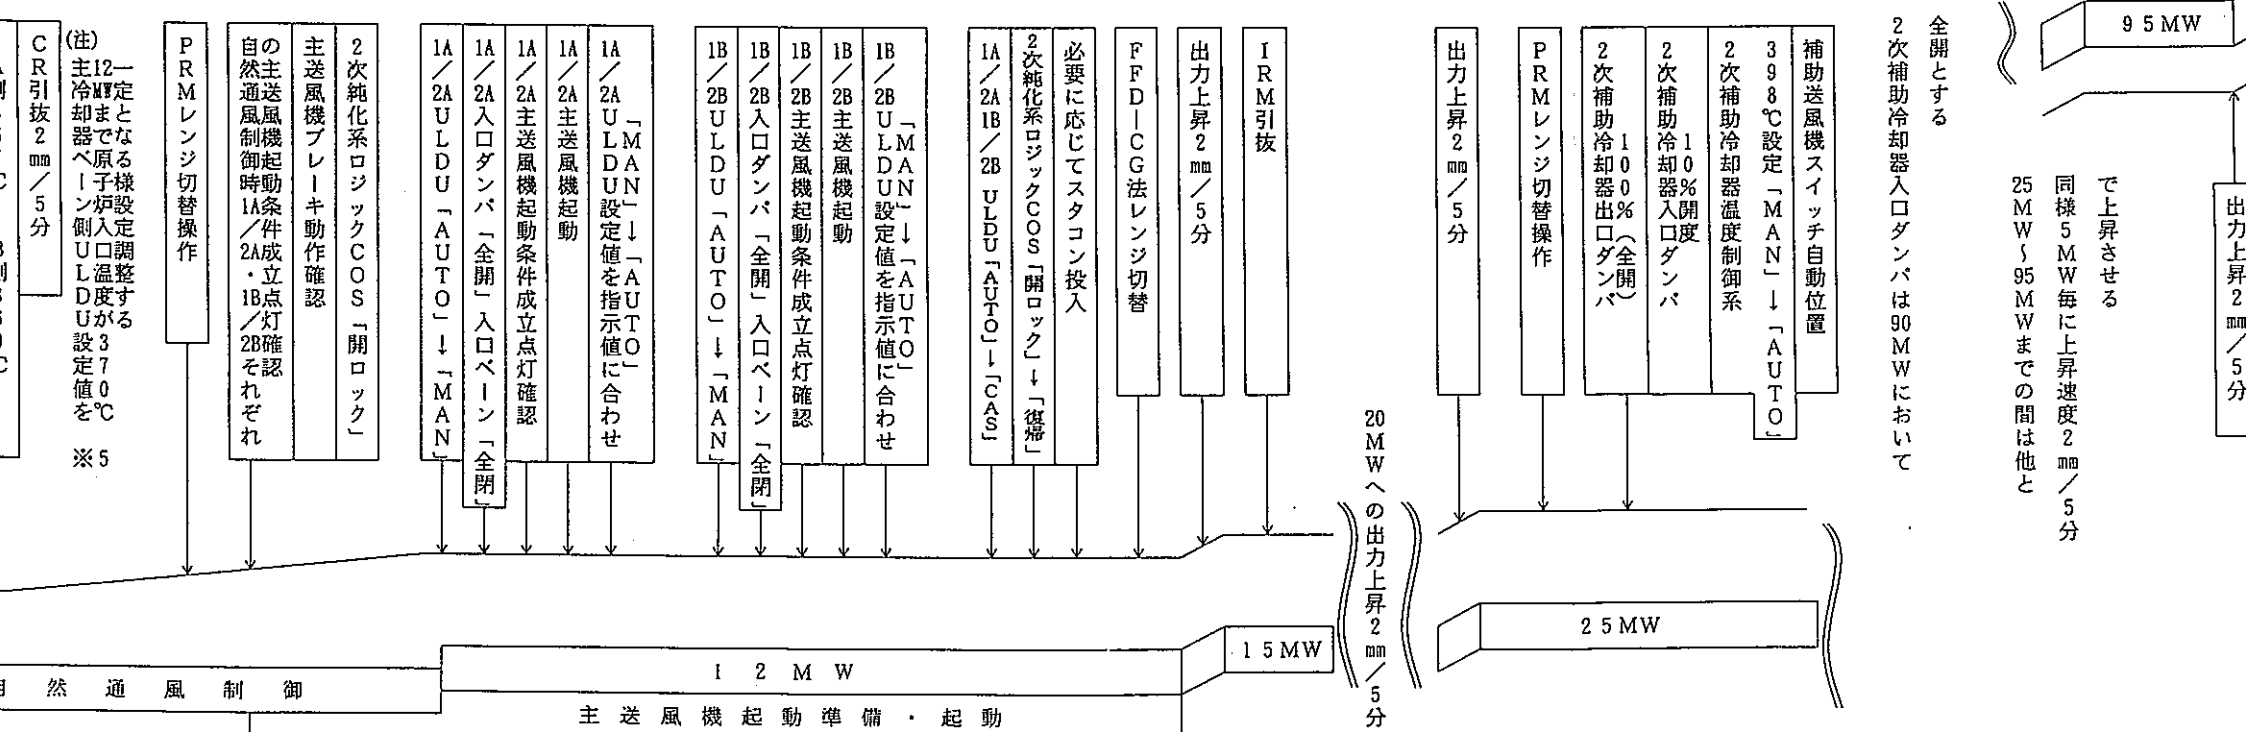 CR引抜2㎜/5分
(注)
主冷却器ベーン側ULDU設定値を ※5
12MWまで原子炉入口温度が370℃
一定となる様設定調整する
PRMレンジ切替操作
自然通風制御時1A/2A・1B/2Bそれぞれ
の主送風機起動条件成立点灯確認
主送風機ブレーキ動作確認
2次純化系ロジックCOS「開ロック」
1A/2AULDU「AUTO」→「MAN」
1A/2A入口ダンパ「全開」入口ベーン「全閉」
1A/2A主送風機起動条件成立点灯確認
1A/2A主送風機起動
1A/2AULDU設定値を指示値に合わせ
「MAN」→「AUTO」
1B/2BULDU「AUTO」→「MAN」
1B/2B入口ダンパ「全開」入口ベーン「全閉」
1B/2B主送風機起動条件成立点灯確認
1B/2B主送風機起動
1B/2BULDU設定値を指示値に合わせ
「MAN」→「AUTO」
1A/2A1B/2B ULDU「AUTO」→「CAS」
2次純化系ロジックCOS「開ロック」→「復帰」
必要に応じてスタコン投入
FFD-CG法レンジ切替
出力上昇2㎜/5分
IRM引抜
20MWへの出力上昇2㎜/5分
出力上昇2㎜/5分
PRMレンジ切替操作
2次補助冷却器出口ダンパ
100%(全開)
2次補助冷却器入口ダンパ
10%開度
2次補助冷却器温度制御系
398℃設定「MAN」→「AUTO」
補助送風機スイッチ自動位置
2次補助冷却器入口ダンパは90MWにおいて
全開とする
25MW~95MWまでの間は他と
同様5MW毎に上昇速度2㎜/5分
で上昇させる
出力上昇2㎜/5分
95MW
25MW
15MW
12MW
然通風制御
主送風機起動準備・起動